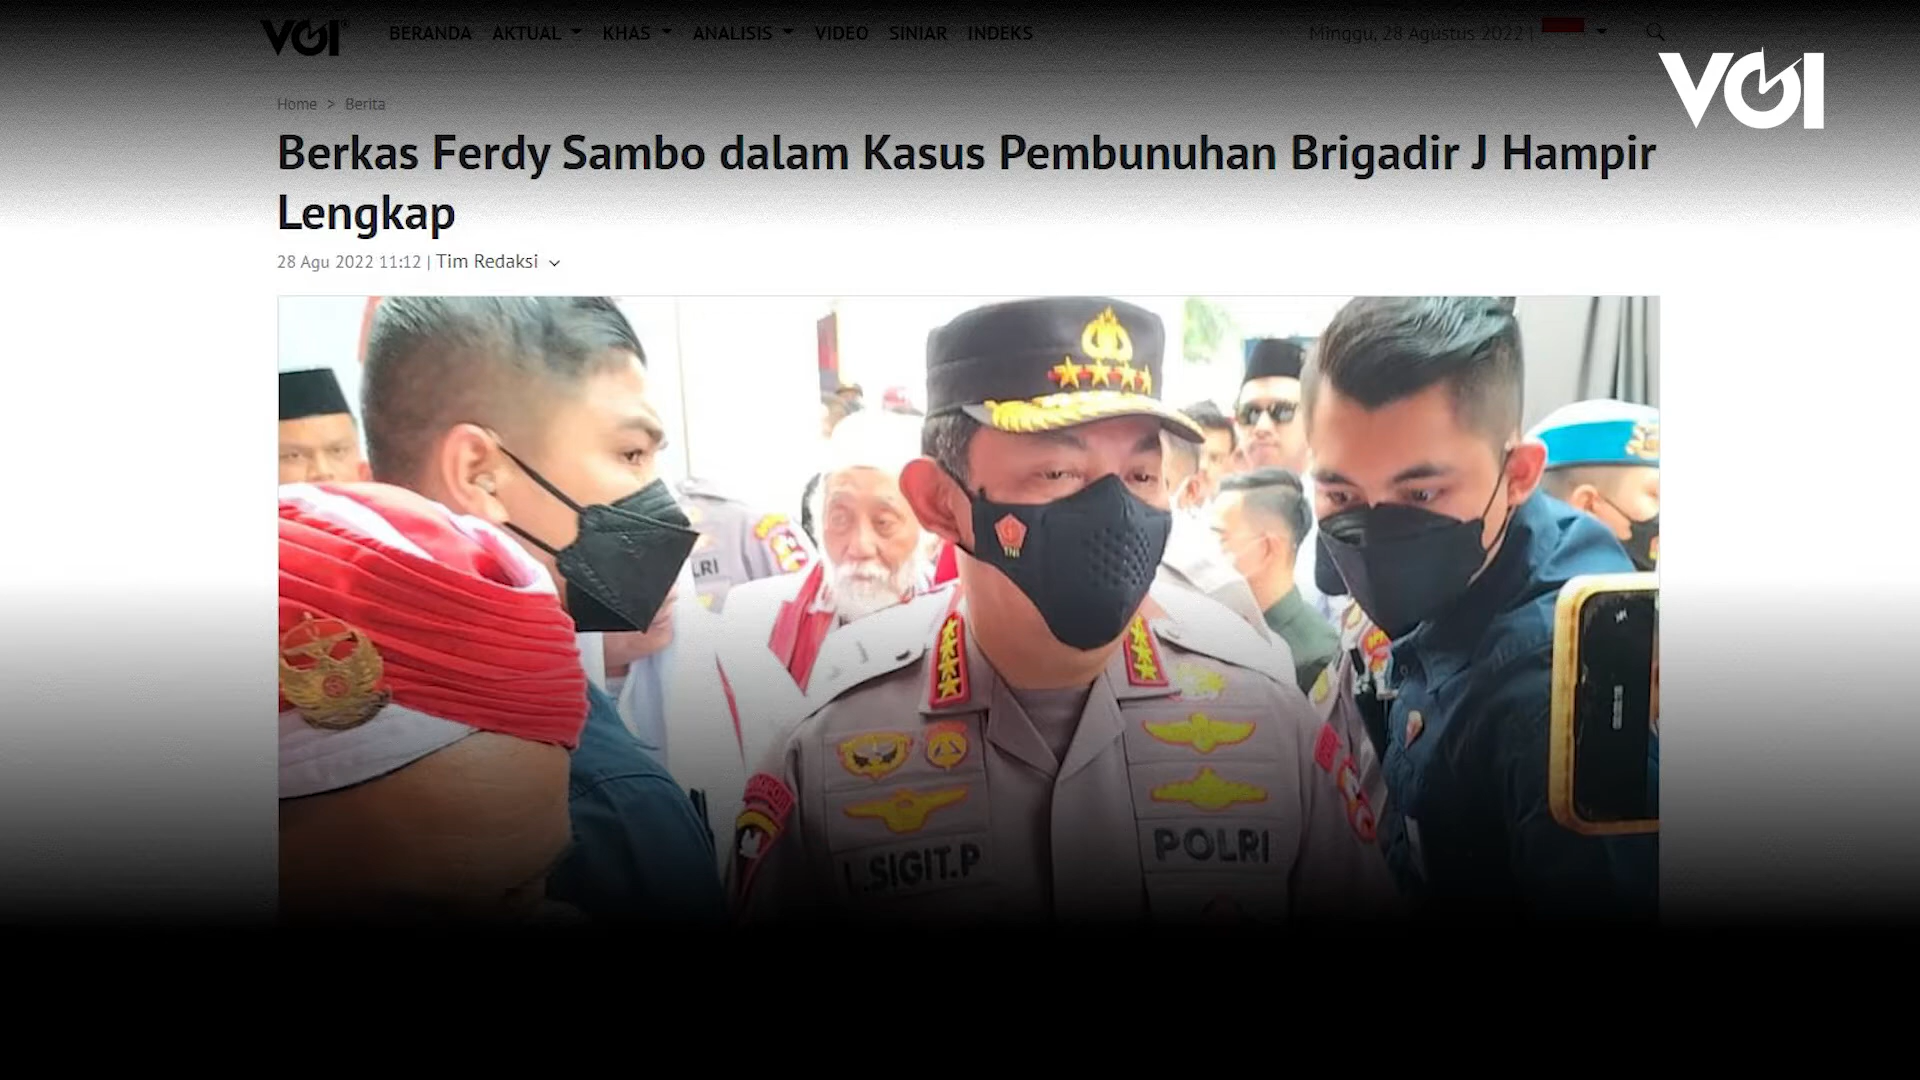 VOI
BERANDA AKTUAL KHAS ANALISIS VIDEO SINIAR INDEKS
Minggu, 28 Agustus 2022 |
VOI
Home > Berita
Berkas Ferdy Sambo dalam Kasus Pembunuhan Brigadir J Hampir
Lengkap
28 Agu 2022 11:12 | Tim Redaksi
TNI
LRI
L.SIGIT.P
POLRI